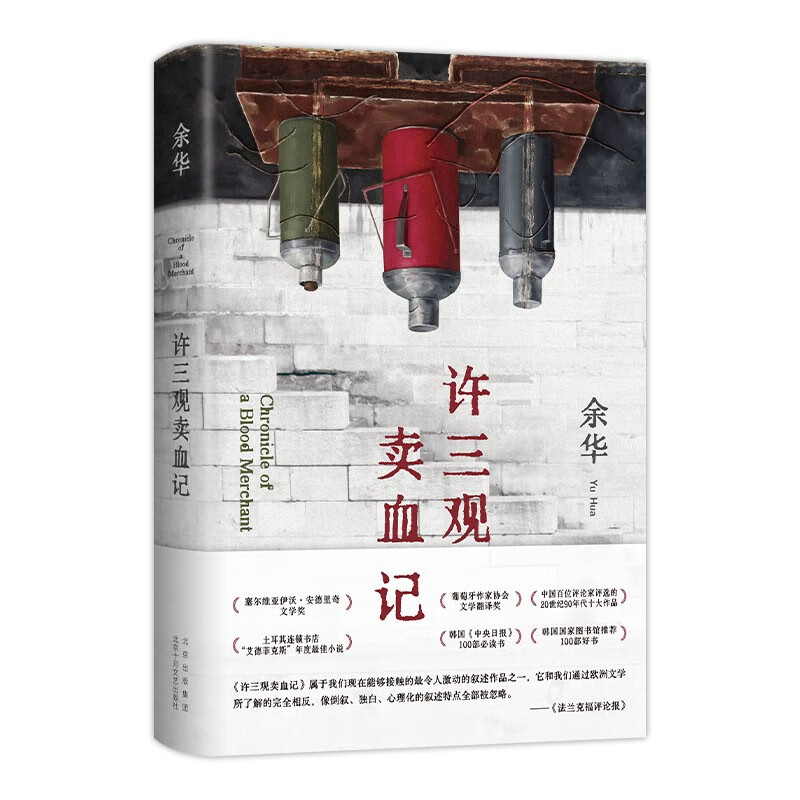 余华
Chronicle
of
a
Blood
Merchant
许三观卖血记
北京出版集团
北京十月文艺出版社
许三观
卖血记
Chronicle of
a Blood Merchant
余华
Yu Hua
塞尔维亚伊沃·安德里奇
文学奖
葡萄牙作家协会
文学翻译奖
中国百位评论家评选的
20世纪90年代十大作品
土耳其连锁书店
“艾德菲克斯”年度最佳小说
韩国《中央日报》
100部必读书
韩国国家图书馆推荐
100部好书
《许三观卖血记》属于我们现在能够接触的最令人激动的叙述作品之一，它和我们通过欧洲文学
所了解的完全相反，像倒叙、独白、心理化的叙述特点全部被忽略。
——《法兰克福评论报》